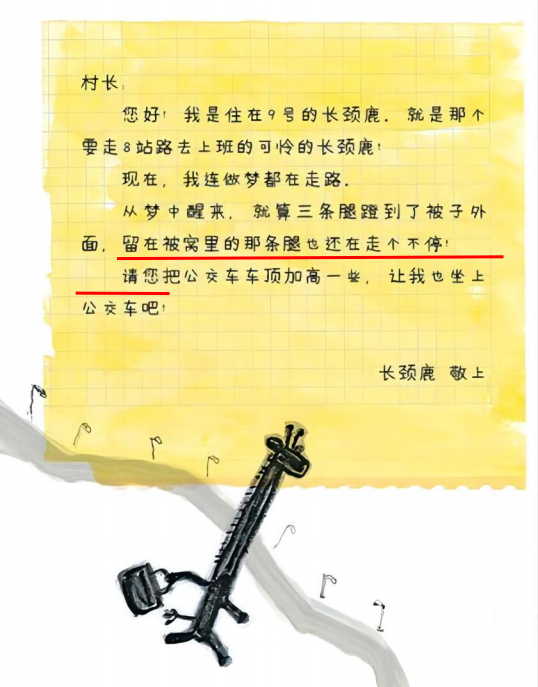 村长：
您好！我是住在9号的长颈鹿．就是那个
要走8站路去上班的可怜的长颈鹿！
现在，我连做梦都在走路．
从梦中醒来，就算三条腿蹬到了被子外
面，留在被窝里的那条腿也还在走个不停！
请您把公交车车顶加高一些，让我也坐上
公交车吧！
长颈鹿 敬上